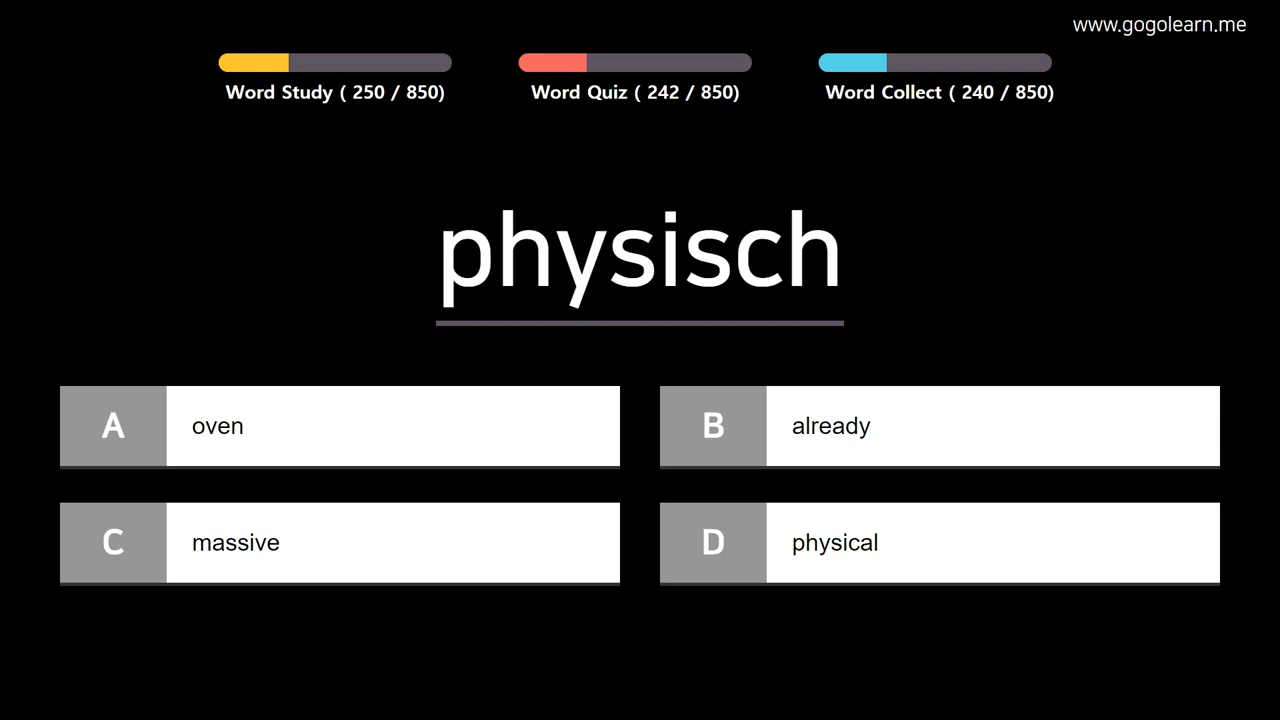 www.gogolearn.me
Word Study ( 250 / 850)
Word Quiz ( 242 / 850)
Word Collect ( 240 / 850)
physisch
A oven
B already
C massive
D physical